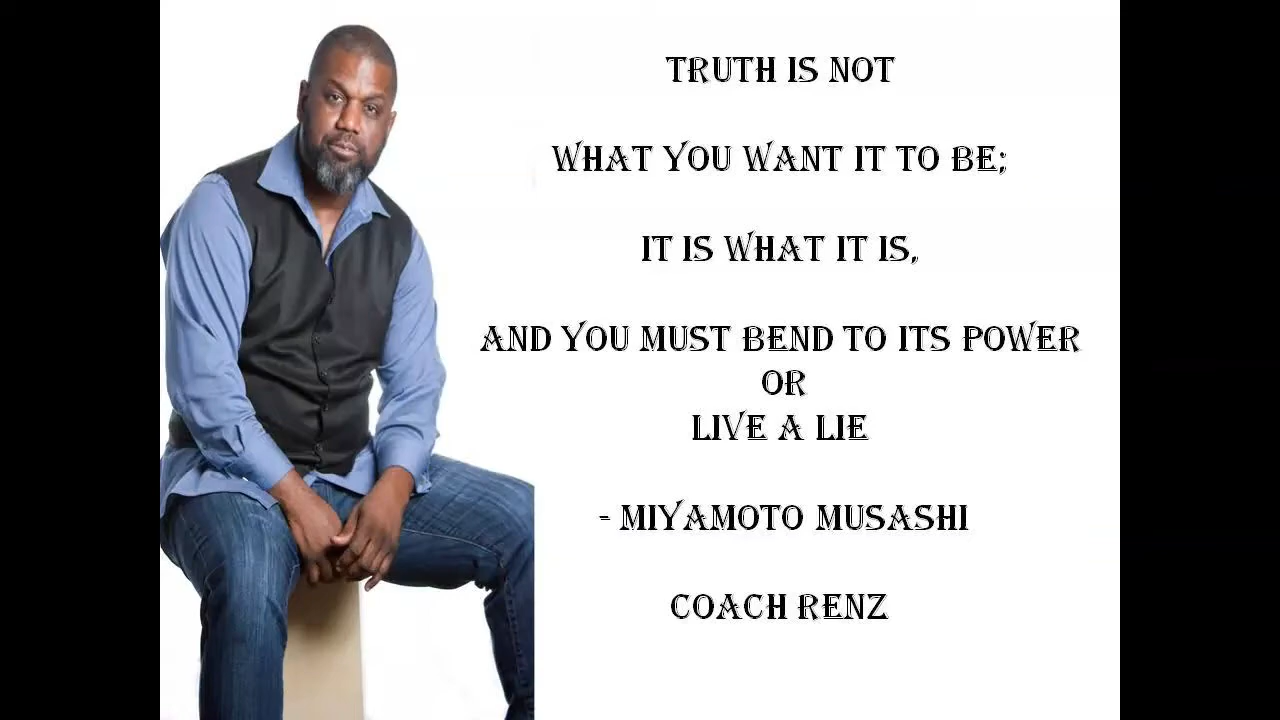 TRUTH IS NOT
WHAT YOU WANT IT TO BE;
IT IS WHAT IT IS,
AND YOU MUST BEND TO ITS POWER
OR
LIVE A LIE
- MIYAMOTO MUSASHI
COACH RENZ